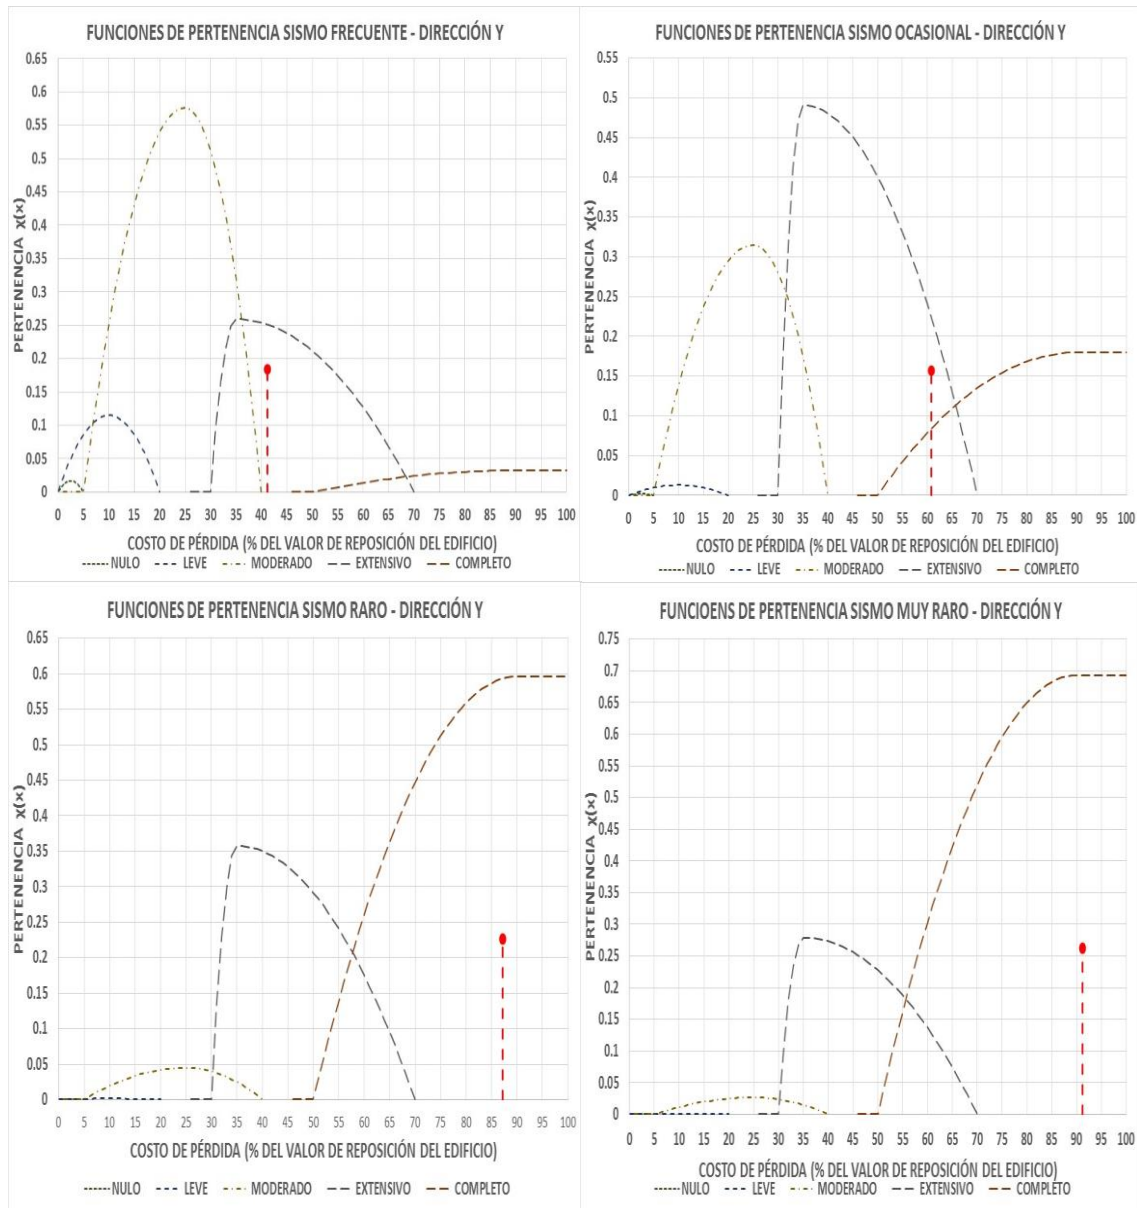 FUNCIONES DE PERTENENCIA SISMO FRECUENTE - DIRECCIÓN Y
0.65
0.6
0.55
0.5
0.45
0.4
0.35
0.3
0.25
0.2
0.15
0.1
0.05
0
PERTENENCIA χ(×)
0 5 10 15 20 25 30 35 40 45 50 55 60 65 70 75 80 85 90 95 100
COSTO DE PÉRDIDA (% DEL VALOR DE REPOSICIÓN DEL EDIFICIO)
NULO LEVE MODERADO EXTENSIVO COMPLETO
FUNCIONES DE PERTENENCIA SISMO OCASIONAL - DIRECCIÓN Y
0.55
0.5
0.45
0.4
0.35
0.3
0.25
0.2
0.15
0.1
0.05
0
PERTENENCIA χ(×)
0 5 10 15 20 25 30 35 40 45 50 55 60 65 70 75 80 85 90 95 100
COSTO DE PÉRDIDA (% DEL VALOR DE REPOSICIÓN DEL EDIFICIO)
NULO LEVE MODERADO EXTENSIVO COMPLETO
FUNCIONES DE PERTENENCIA SISMO RARO - DIRECCIÓN Y
0.65
0.6
0.55
0.5
0.45
0.4
0.35
0.3
0.25
0.2
0.15
0.1
0.05
0
PERTENENCIA χ(×)
0 5 10 15 20 25 30 35 40 45 50 55 60 65 70 75 80 85 90 95 100
COSTO DE PÉRDIDA (% DEL VALOR DE REPOSICIÓN DEL EDIFICIO)
NULO LEVE MODERADO EXTENSIVO COMPLETO
FUNCIOENS DE PERTENENCIA SISMO MUY RARO - DIRECCIÓN Y
0.75
0.7
0.65
0.6
0.55
0.5
0.45
0.4
0.35
0.3
0.25
0.2
0.15
0.1
0.05
0
PERTENENCIA χ(×)
0 5 10 15 20 25 30 35 40 45 50 55 60 65 70 75 80 85 90 95 100
COSTO DE PÉRDIDA (% DEL VALOR DE REPOSICIÓN DEL EDIFICIO)
NULO LEVE MODERADO EXTENSIVO COMPLETO